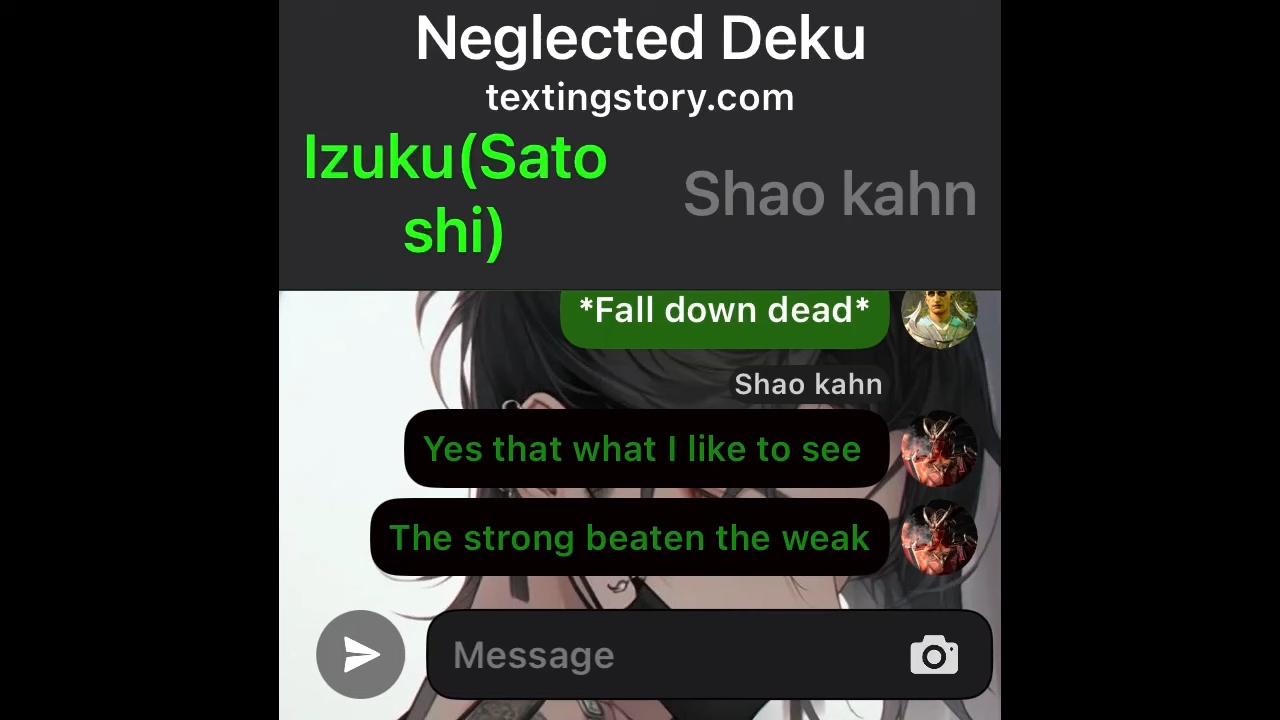 Neglected Deku
textingstory.com
Izuku(Sato
shi)
Shao kahn
*Fall down dead*
Shao kahn
Yes that what I like to see
The strong beaten the weak
Message